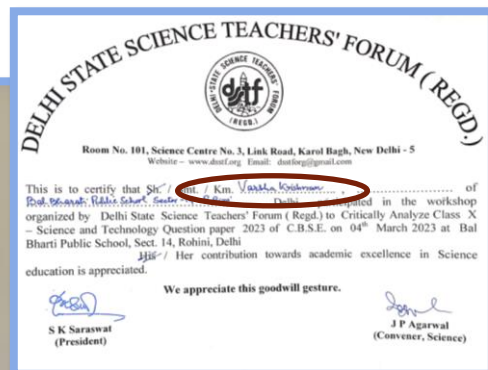 DELHI STATE SCIENCE TEACHERS' FORUM (REGD.)
DELHI-STATE SCIENCE TEACHERS' FORUM
dstf
(REGD.)
Room No. 101, Science Centre No. 3, Link Road, Karol Bagh, New Delhi - 5
Website – www.dsstf.org Email: dsstforg@gmail.com
This is to certify that Sh. / Smt. / Km. Varsha Krishnan , of
Bal Bharati Public School Sector Delhi participated in the workshop
organized by Delhi State Science Teachers' Forum ( Regd.) to Critically Analyze Class X
– Science and Technology Question paper 2023 of C.B.S.E. on 04th March 2023 at Bal
Bharti Public School, Sect. 14, Rohini, Delhi
His / Her contribution towards academic excellence in Science
education is appreciated.
We appreciate this goodwill gesture.
S K Saraswat
(President)
J P Agarwal
(Convener, Science)